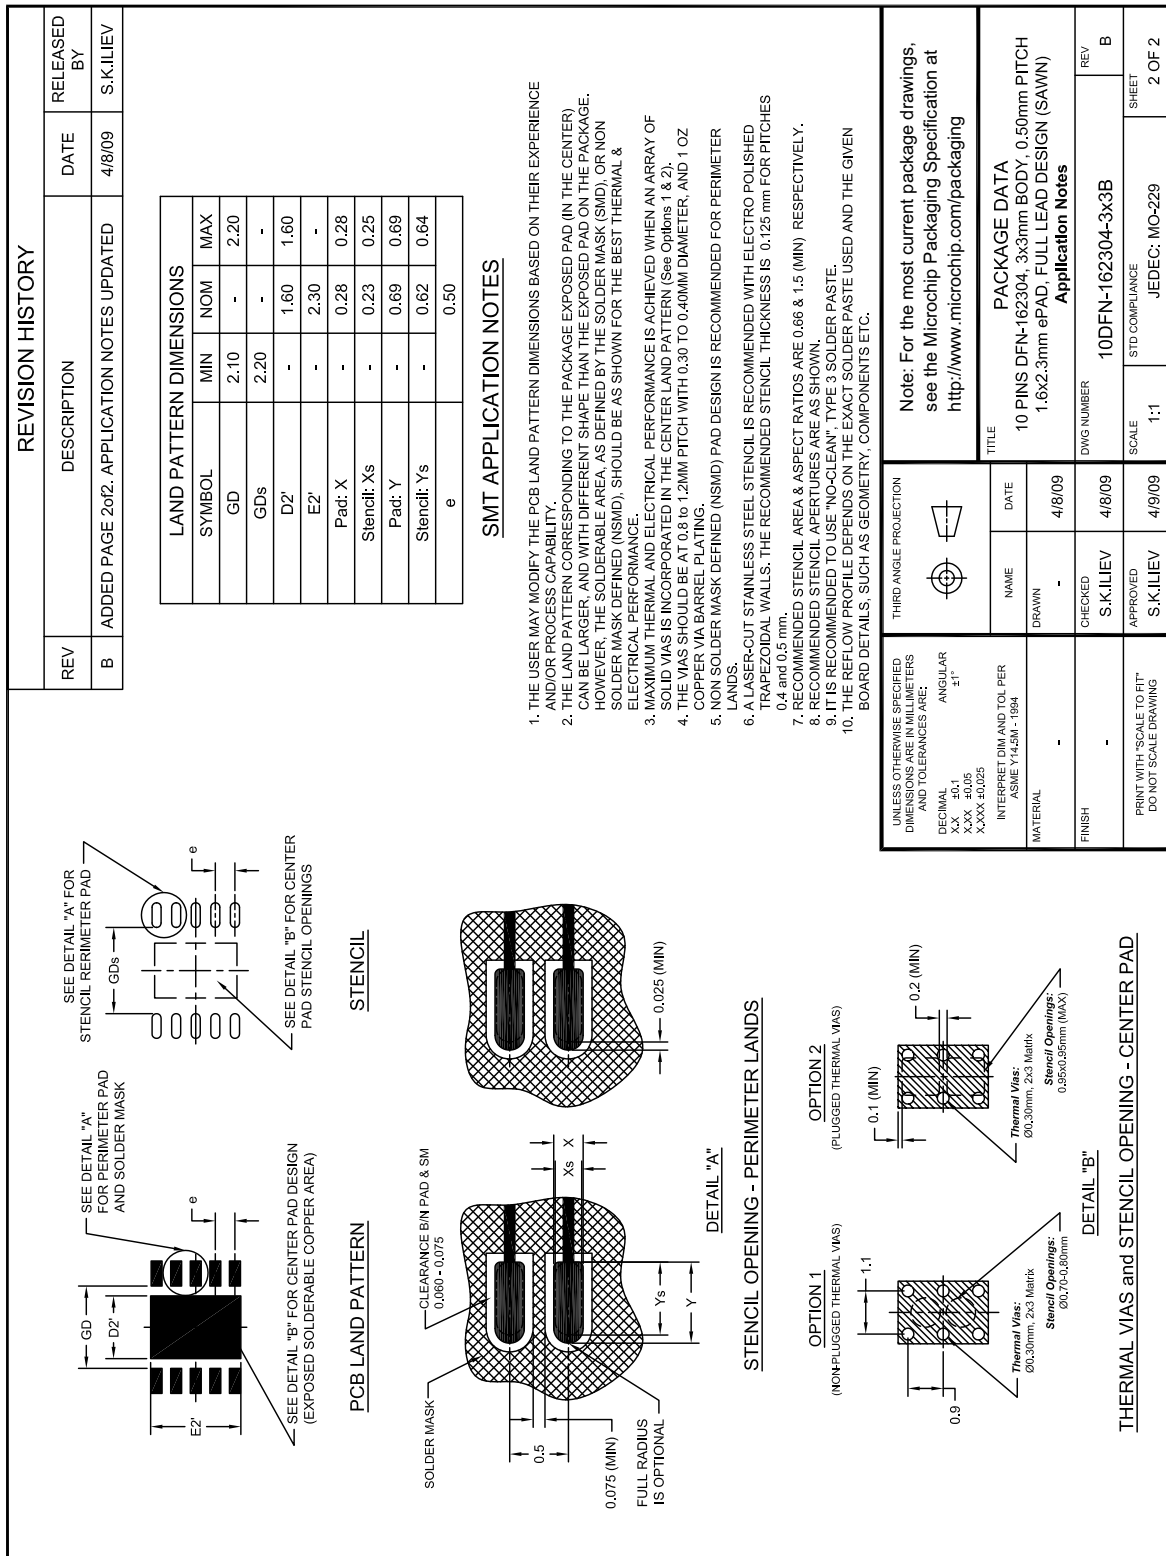 REVISION HISTORY
REV DESCRIPTION DATE RELEASED BY
B ADDED PAGE 2of2. APPLICATION NOTES UPDATED 4/8/09 S.K.ILIEV
SEE DETAIL "A"
FOR PERIMETER PAD
AND SOLDER MASK
GD
D2'
E2'
e
SEE DETAIL "B" FOR CENTER PAD DESIGN
(EXPOSED SOLDERABLE COPPER AREA)
PCB LAND PATTERN
SEE DETAIL "A" FOR
STENCIL RERIMETER PAD
GDs
e
SEE DETAIL "B" FOR CENTER
PAD STENCIL OPENINGS
STENCIL
LAND PATTERN DIMENSIONS
SYMBOL MIN NOM MAX
GD 2.10 - 2.20
GDs 2.20 - -
D2' - 1.60 1.60
E2' - 2.30 -
Pad: X - 0.28 0.28
Stencil: Xs - 0.23 0.25
Pad: Y - 0.69 0.69
Stencil: Ys - 0.62 0.64
e 0.50
SOLDER MASK
CLEARANCE B/N PAD & SM
0.060 - 0.075
0.5
0.075 (MIN)
FULL RADIUS
IS OPTIONAL
Ys
Y
Xs
X
0.025 (MIN)
DETAIL "A"
STENCIL OPENING - PERIMETER LANDS
SMT APPLICATION NOTES
1. THE USER MAY MODIFY THE PCB LAND PATTERN DIMENSIONS BASED ON THEIR EXPERIENCE
AND/OR PROCESS CAPABILITY.
2. THE LAND PATTERN CORRESPONDING TO THE PACKAGE EXPOSED PAD (IN THE CENTER)
CAN BE LARGER, AND WITH DIFFERENT SHAPE THAN THE EXPOSED PAD ON THE PACKAGE.
HOWEVER, THE SOLDERABLE AREA, AS DEFINED BY THE SOLDER MASK (SMD), OR NON
SOLDER MASK DEFINED (NSMD), SHOULD BE AS SHOWN FOR THE BEST THERMAL &
ELECTRICAL PERFORMANCE.
3. MAXIMUM THERMAL AND ELECTRICAL PERFORMANCE IS ACHIEVED WHEN AN ARRAY OF
SOLID VIAS IS INCORPORATED IN THE CENTER LAND PATTERN (See Options 1 & 2).
4. THE VIAS SHOULD BE AT 0.8 to 1.2MM PITCH WITH 0.30 TO 0.40MM DIAMETER, AND 1 OZ
COPPER VIA BARREL PLATING.
5. NON SOLDER MASK DEFINED (NSMD) PAD DESIGN IS RECOMMENDED FOR PERIMETER
LANDS.
6. A LASER-CUT STAINLESS STEEL STENCIL IS RECOMMENDED WITH ELECTRO POLISHED
TRAPEZOIDAL WALLS. THE RECOMMENDED STENCIL THICKNESS IS 0.125 mm FOR PITCHES
0.4 and 0.5 mm.
7. RECOMMENDED STENCIL AREA & ASPECT RATIOS ARE 0.66 & 1.5 (MIN) RESPECTIVELY.
8. RECOMMENDED STENCIL APERTURES ARE AS SHOWN.
9. IT IS RECOMMENDED TO USE "NO-CLEAN", TYPE 3 SOLDER PASTE.
10. THE REFLOW PROFILE DEPENDS ON THE EXACT SOLDER PASTE USED AND THE GIVEN
BOARD DETAILS, SUCH AS GEOMETRY, COMPONENTS ETC.
OPTION 1
(NON-PLUGGED THERMAL VIAS)
1.1
0.9
Thermal Vias:
Ø0.30mm, 2x3 Matrix
Stencil Openings:
Ø0.70-0.80mm
OPTION 2
(PLUGGED THERMAL VIAS)
0.1 (MIN)
0.2 (MIN)
Thermal Vias:
Ø0.30mm, 2x3 Matrix
Stencil Openings:
0.95x0.95mm (MAX)
DETAIL "B"
THERMAL VIAS and STENCIL OPENING - CENTER PAD
UNLESS OTHERWISE SPECIFIED
DIMENSIONS ARE IN MILLIMETERS
AND TOLERANCES ARE:
DECIMAL ANGULAR
X.X ±0.1 ±1°
X.XX ±0.05
X.XXX ±0.025
INTERPRET DIM AND TOL PER
ASME Y14.5M - 1994
MATERIAL
-
FINISH
-
PRINT WITH "SCALE TO FIT"
DO NOT SCALE DRAWING
THIRD ANGLE PROJECTION
NAME DATE
DRAWN
- 4/8/09
CHECKED
S.K.ILIEV 4/8/09
APPROVED
S.K.ILIEV 4/9/09
Note: For the most current package drawings,
see the Microchip Packaging Specification at
http://www.microchip.com/packaging
TITLE
PACKAGE DATA
10 PINS DFN-162304, 3x3mm BODY, 0.50mm PITCH
1.6x2.3mm ePAD, FULL LEAD DESIGN (SAWN)
Application Notes
DWG NUMBER
10DFN-162304-3x3B
REV
B
SCALE
1:1
STD COMPLIANCE
JEDEC: MO-229
SHEET
2 OF 2